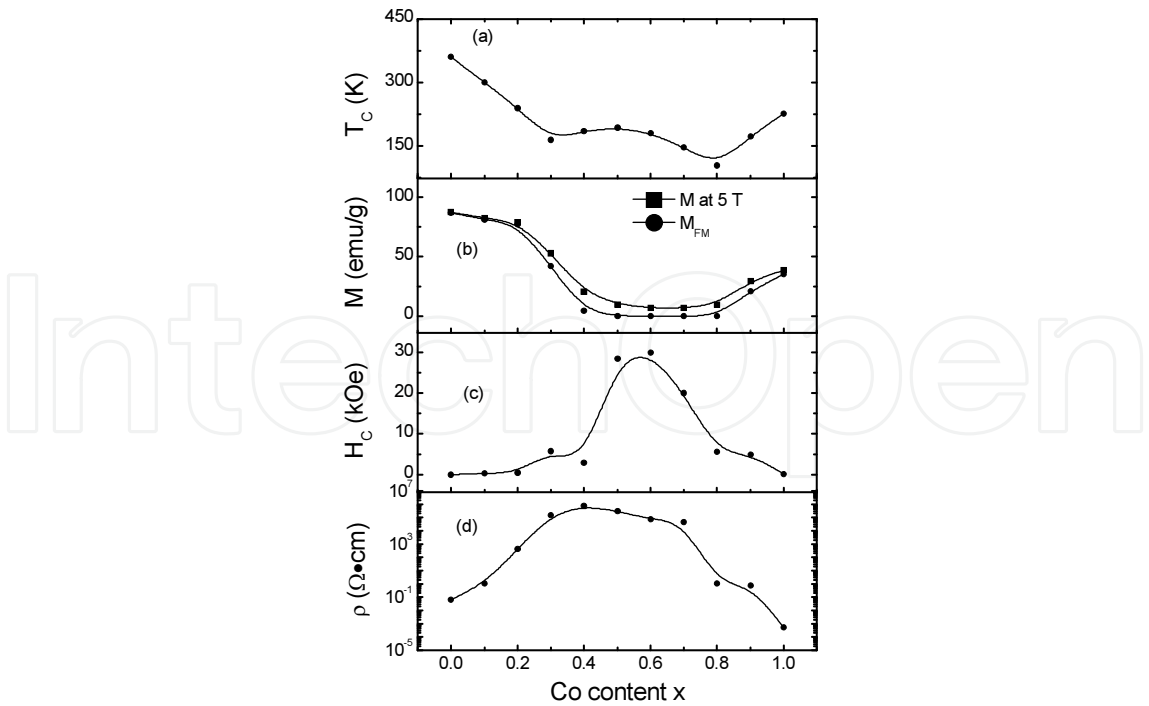 450
(a)
300
T_C (K)
150
100
M at 5 T
M_FM
(b)
50
M (emu/g)
0
30
20
(c)
H_C (kOe)
10
0
10^7
(d)
10^3
ρ (Ω•cm)
10^-1
10^-5
0.0 0.2 0.4 0.6 0.8 1.0
Co content x
IntechOpen